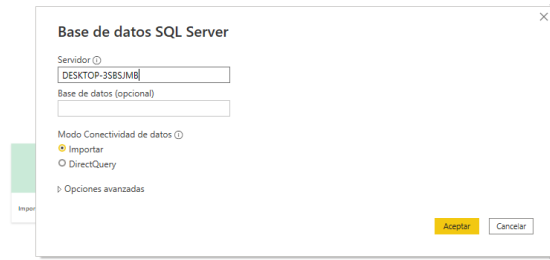 Base de datos SQL Server
Servidor
DESKTOP-3SBSJMB
Base de datos (opcional)
Modo Conectividad de datos
Importar
DirectQuery
Opciones avanzadas
Impor
Aceptar
Cancelar